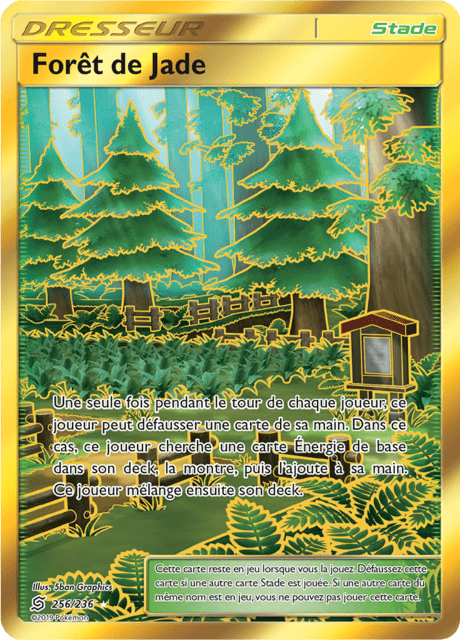 DRESSEUR
Stade
Forêt de Jade
Une seule fois pendant le tour de chaque joueur, ce
joueur peut défausser une carte de sa main. Dans ce
cas, ce joueur cherche une carte Énergie de base
dans son deck, la montre, puis l'ajoute à sa main.
Ce joueur mélange ensuite son deck.
Cette carte reste en jeu lorsque vous la jouez. Défaussez cette
carte si une autre carte Stade est jouée. Si une autre carte du
même nom est en jeu, vous ne pouvez pas jouer cette carte.
Illus. 5ban Graphics
256/236
©2019 Pokémon